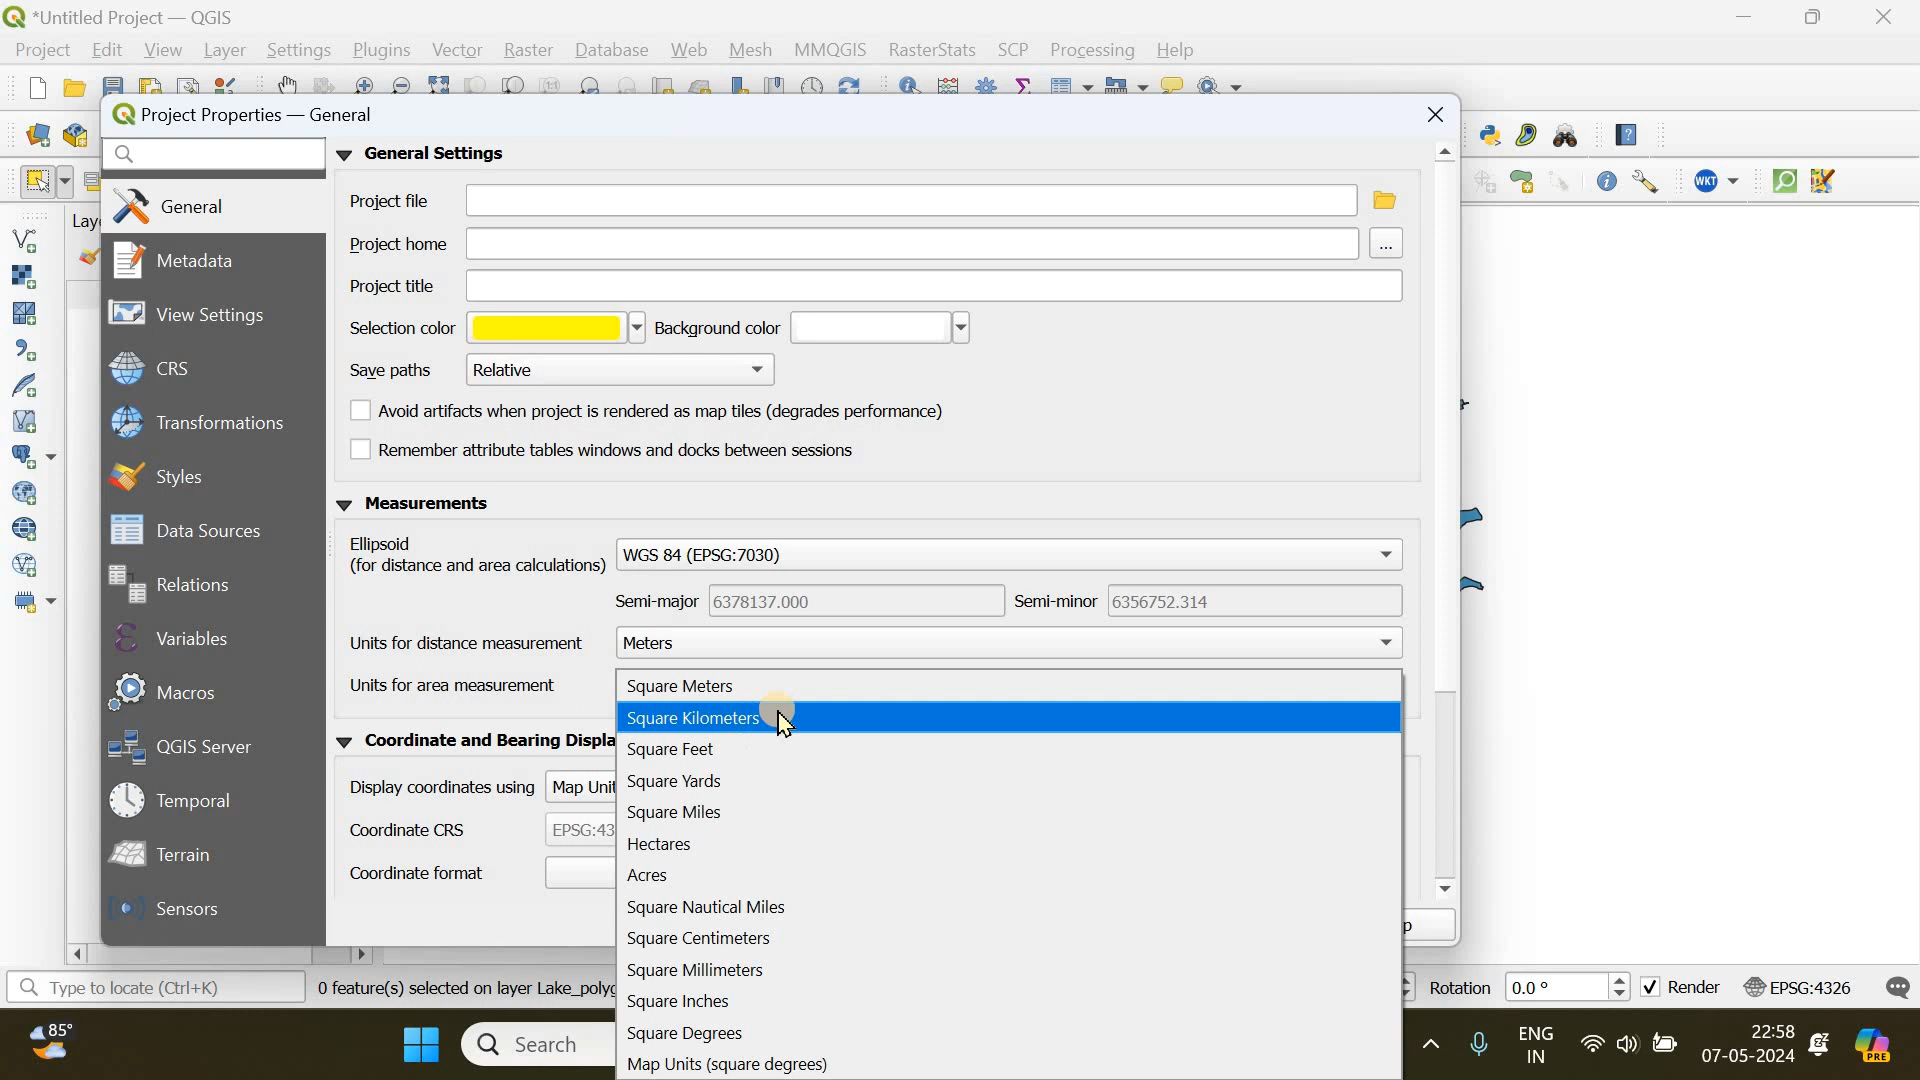 *Untitled Project — QGIS
Project Edit View Layer Settings Plugins Vector Raster Database Web Mesh MMQGIS RasterStats SCP Processing Help
Project Properties — General
General
Metadata
View Settings
CRS
Transformations
Styles
Data Sources
Relations
Variables
Macros
QGIS Server
Temporal
Terrain
Sensors
Lay
WKT
General Settings
Project file
Project home
...
Project title
Selection color
Background color
Save paths Relative
Avoid artifacts when project is rendered as map tiles (degrades performance)
Remember attribute tables windows and docks between sessions
Measurements
Ellipsoid
(for distance and area calculations) WGS 84 (EPSG:7030)
Semi-major 6378137.000 Semi-minor 6356752.314
Units for distance measurement Meters
Units for area measurement
Square Meters
Square Kilometers
Square Feet
Square Yards
Square Miles
Hectares
Acres
Square Nautical Miles
Square Centimeters
Square Millimeters
Square Inches
Square Degrees
Map Units (square degrees)
Coordinate and Bearing Displa
Display coordinates using Map Unit
Coordinate CRS EPSG:43
Coordinate format
p
Type to locate (Ctrl+K)
0 feature(s) selected on layer Lake_polyg
Rotation 0.0 ° Render EPSG:4326
85°
Search
ENG
IN
22:58
07-05-2024
PRE